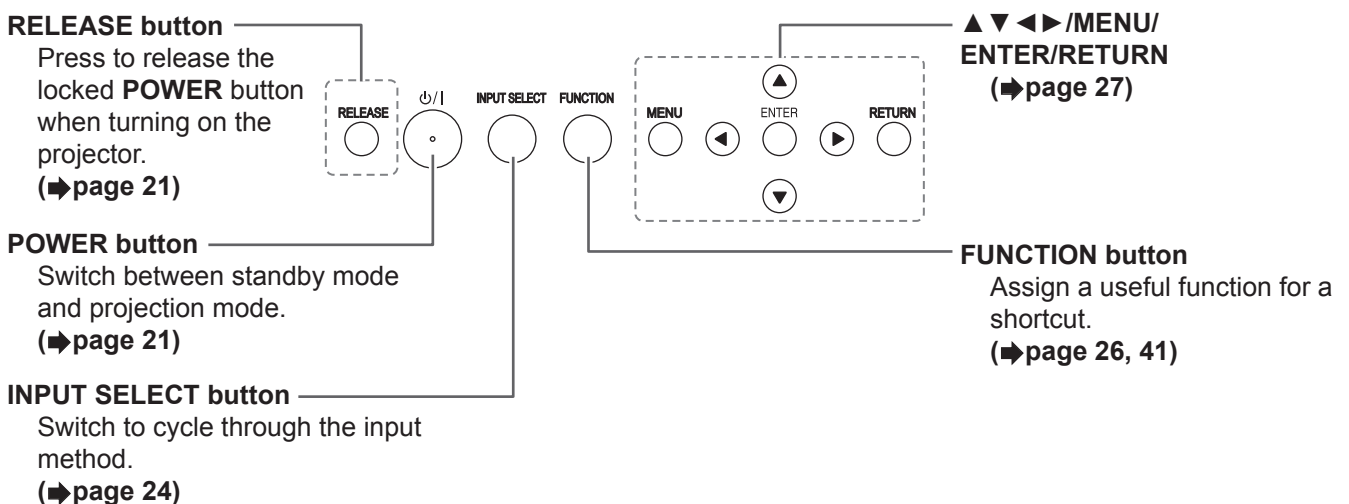 RELEASE button
Press to release the
locked POWER button
when turning on the
projector.
(➡page 21)
RELEASE
⏻/|
INPUT SELECT
FUNCTION
MENU
ENTER
RETURN
▲▼◄►/MENU/
ENTER/RETURN
(➡page 27)
POWER button
Switch between standby mode
and projection mode.
(➡page 21)
INPUT SELECT button
Switch to cycle through the input
method.
(➡page 24)
FUNCTION button
Assign a useful function for a
shortcut.
(➡page 26, 41)